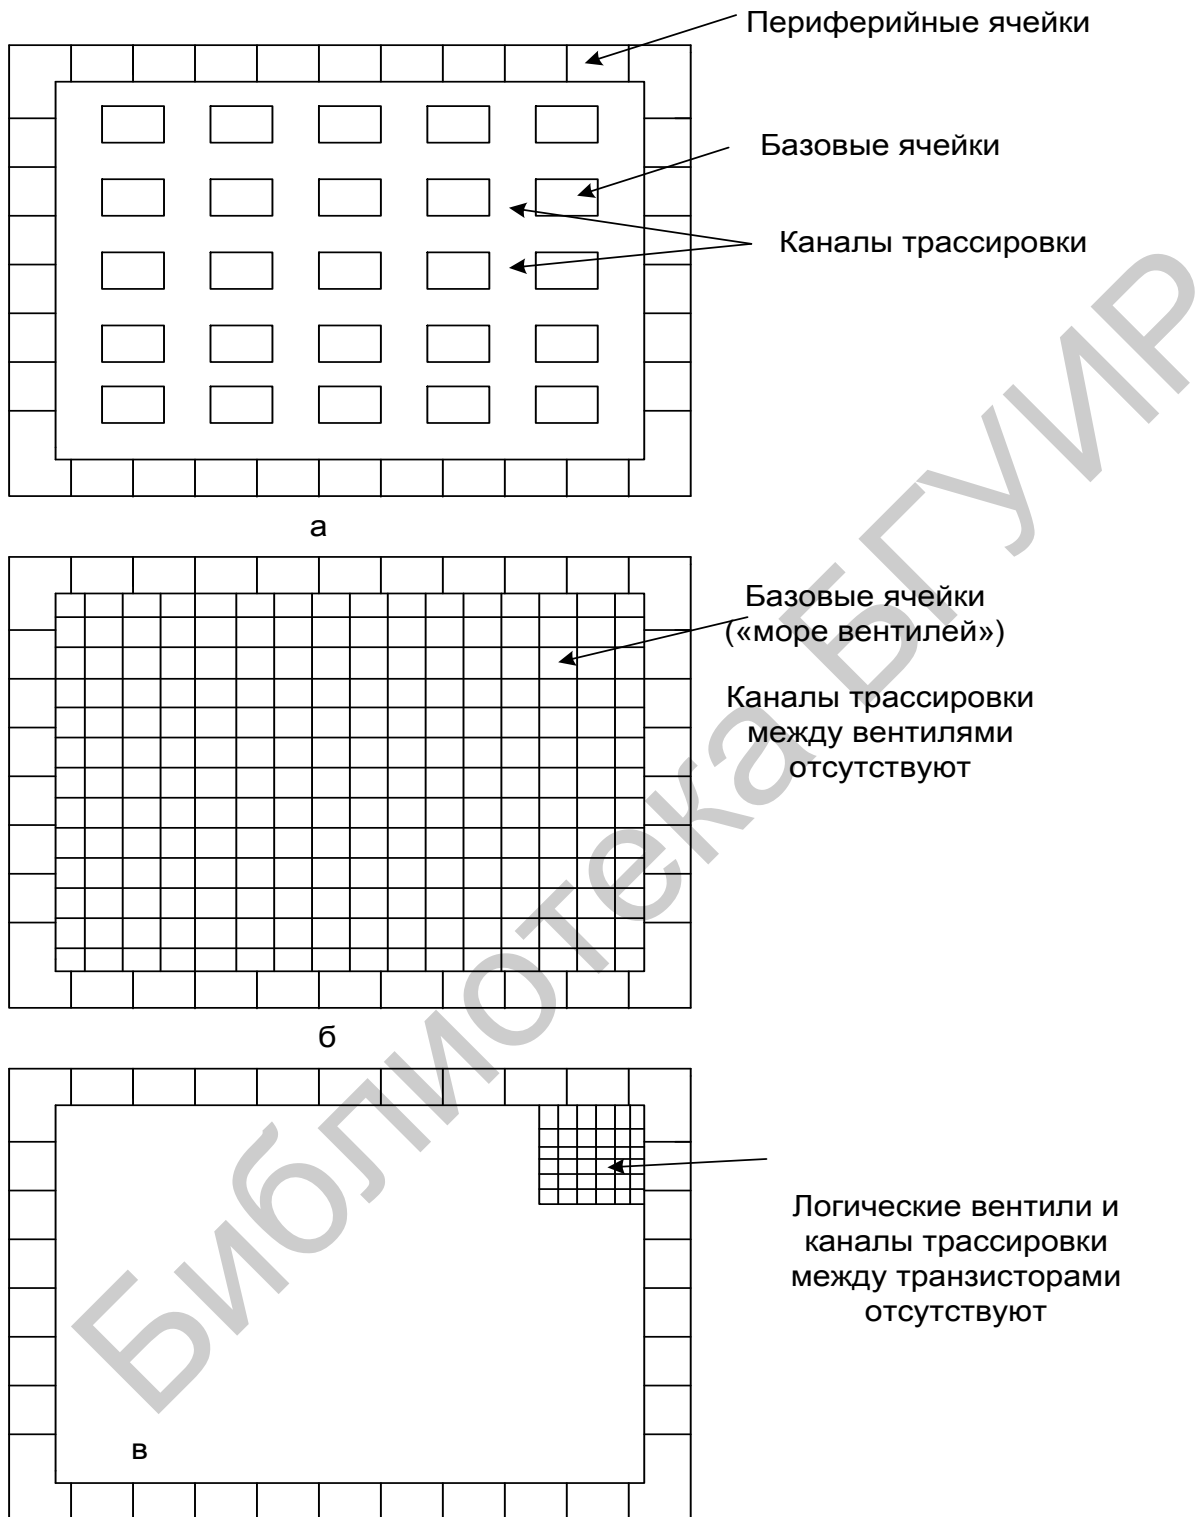 Периферийные ячейки
Базовые ячейки
Каналы трассировки
а
Базовые ячейки
(«море вентилей»)
Каналы трассировки
между вентилями
отсутствуют
б
Логические вентили и
каналы трассировки
между транзисторами
отсутствуют
в
Библиотека БГУИР